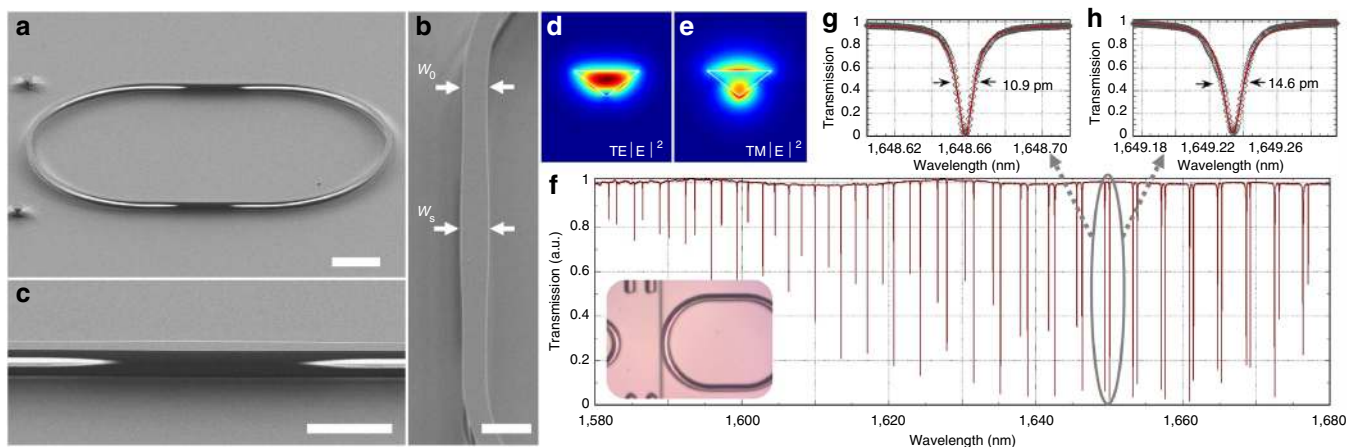 a
b
W0
Ws
c
d
TE|E|²
e
TM|E|²
g
1
0.8
0.6
0.4
0.2
0
Transmission
10.9 pm
1,648.62
1,648.66
1,648.70
Wavelength (nm)
h
1
0.8
0.6
0.4
0.2
0
Transmission
14.6 pm
1,649.18
1,649.22
1,649.26
Wavelength (nm)
f
1
0.8
0.6
0.4
0.2
0
Transmission (a.u.)
1,580
1,600
1,620
1,640
1,660
1,680
Wavelength (nm)